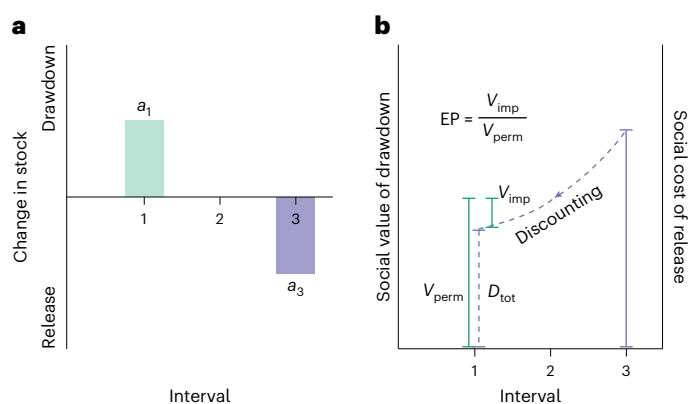 a
Drawdown
Change in stock
Release
a1
1
2
3
a3
Interval
b
Social value of drawdown
EP = Vimp / Vperm
Vimp
Discounting
Vperm
Dtot
Social cost of release
1
2
3
Interval